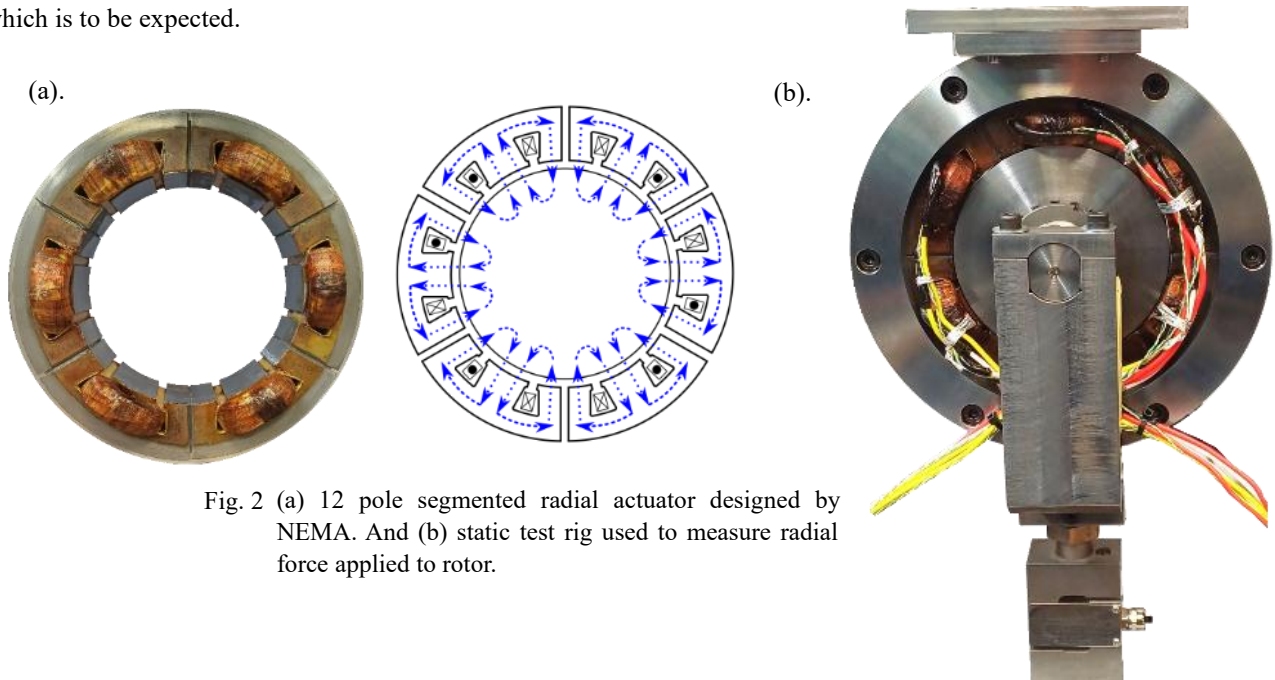 which is to be expected.
(a).
(b).
Fig. 2 (a) 12 pole segmented radial actuator designed by
NEMA. And (b) static test rig used to measure radial
force applied to rotor.